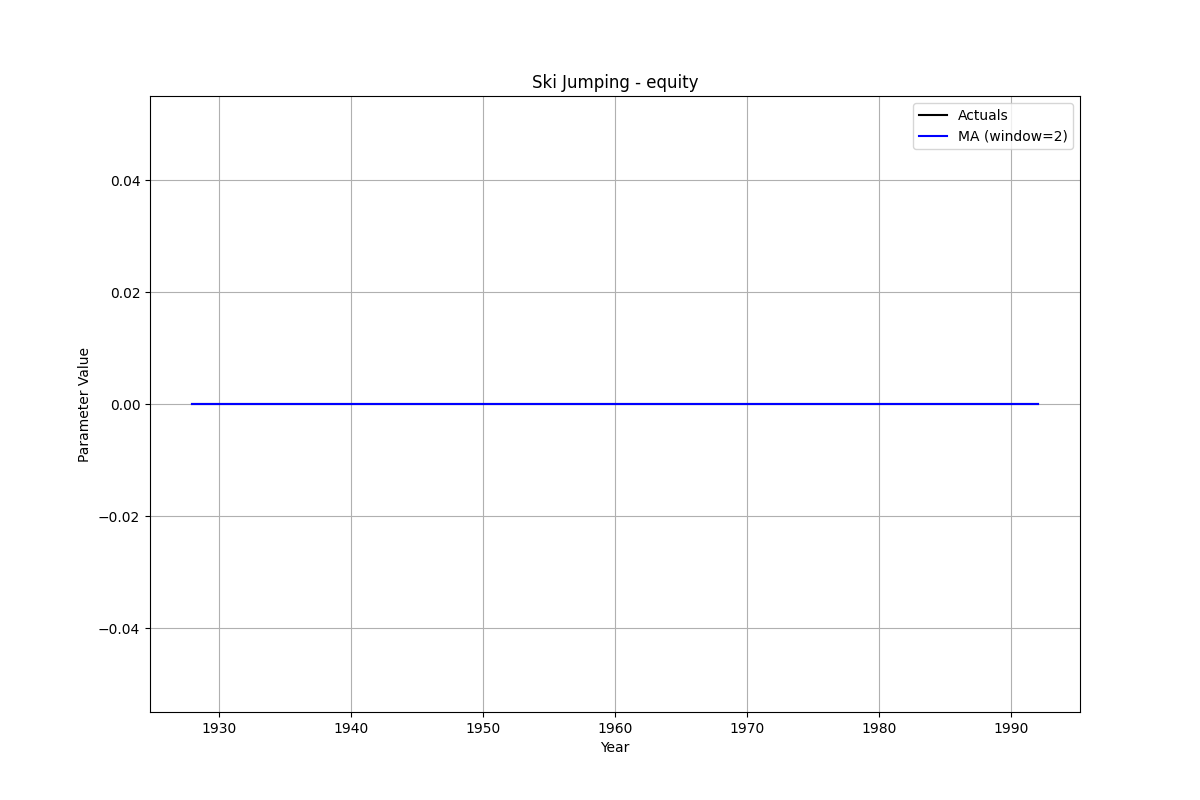 Ski Jumping - equity
Actuals
MA (window=2)
0.04
0.02
0.00
−0.02
−0.04
Parameter Value
1930 1940 1950 1960 1970 1980 1990
Year